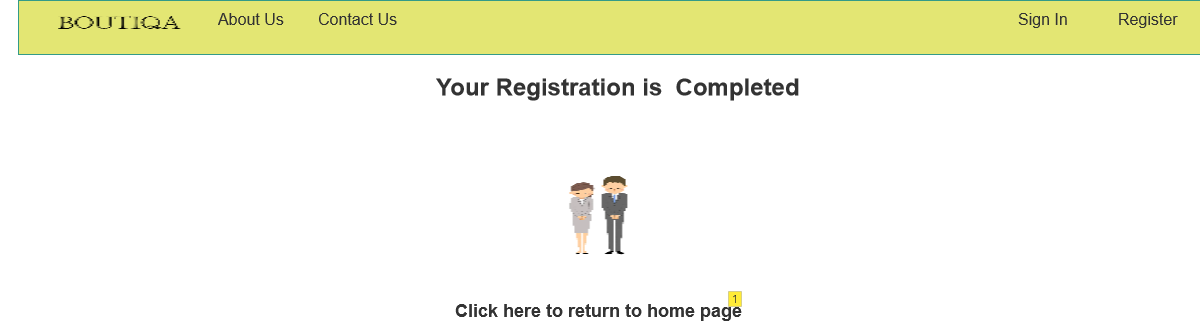 BOUTIQA About Us Contact Us Sign In Register
Your Registration is  Completed
1
Click here to return to home page